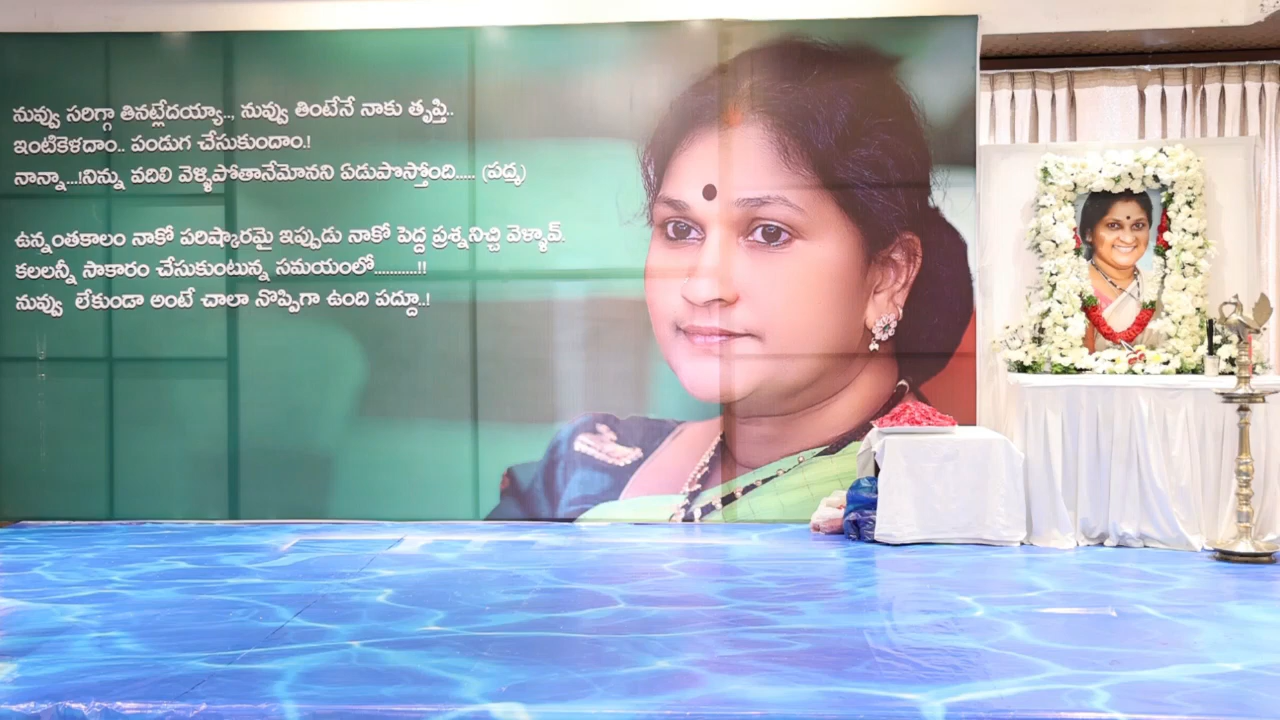 నువ్వు సరిగ్గా తినట్లేదయ్యా.., నువ్వు తింటేనే నాకు తృప్తి..
ఇంటికెళదాం.. పండుగ చేసుకుందాం.!
నాన్నా...!నిన్ను వదిలి వెళ్ళిపోతానేమోనని ఏడుపొస్తోంది..... (పద్మ)
ఉన్నంతకాలం నాకో పరిష్కారమై ఇప్పుడు నాకో పెద్ద ప్రశ్ననిచ్చి వెళ్ళావ్.
కలలన్నీ సాకారం చేసుకుంటున్న సమయంలో...........!!
నువ్వు లేకుండా అంటే చాలా నొప్పిగా ఉంది పద్దూ..!